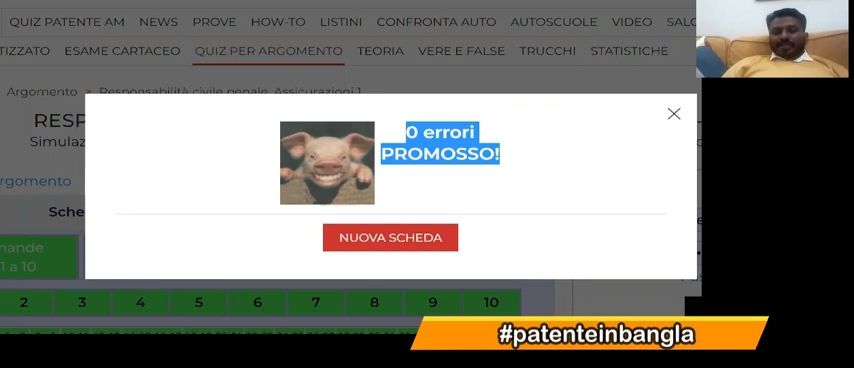 QUIZ PATENTE AM NEWS PROVE HOW-TO LISTINI CONFRONTA AUTO AUTOSCUOLE VIDEO
ESAME CARTACEO QUIZ PER ARGOMENTO TEORIA VERE E FALSE TRUCCHI STATISTICHE
Argomento > Responsabilità civile penale, Assicurazioni 1
0 errori
PROMOSSO!
NUOVA SCHEDA
1 a 10
2 3 4 5 6 7 8 9 10
#patenteinbangla